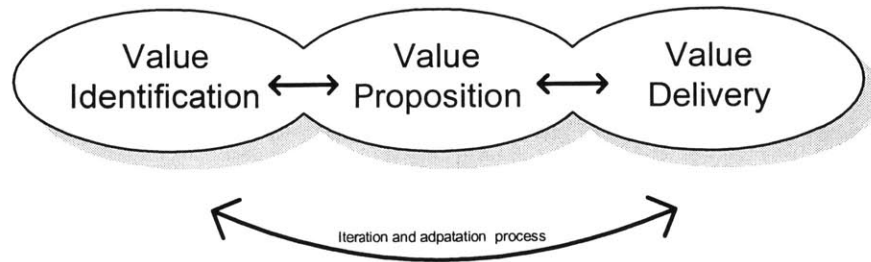 Value
Identification
Value
Proposition
Value
Delivery
Iteration and adpatation process